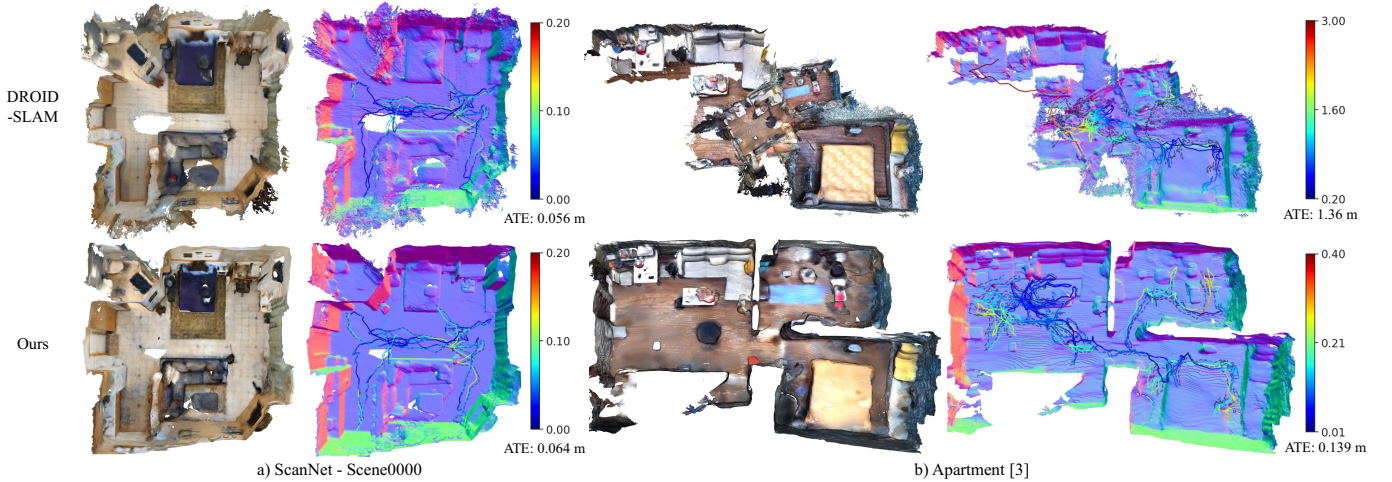 DROID
-SLAM
0.20
0.10
0.00
ATE: 0.056 m
3.00
1.60
0.20
ATE: 1.36 m
Ours
0.20
0.10
0.00
ATE: 0.064 m
0.40
0.21
0.01
ATE: 0.139 m
a) ScanNet - Scene0000
b) Apartment [3]